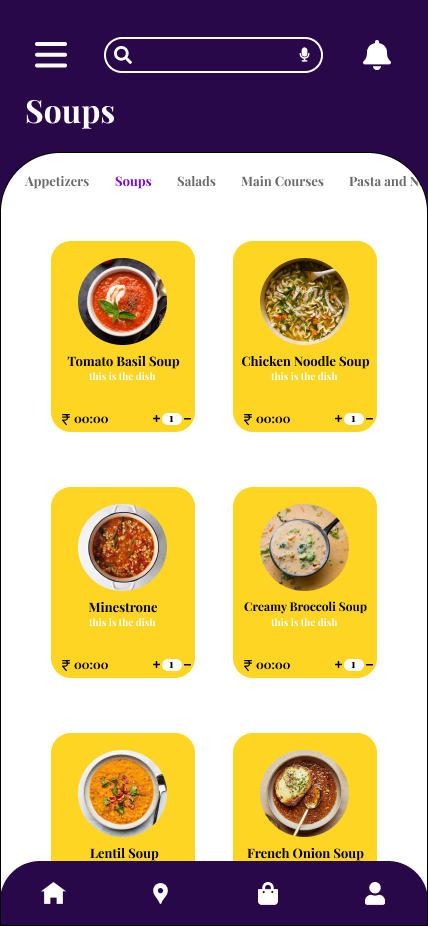 Soups
Appetizers Soups Salads Main Courses Pasta and N
Tomato Basil Soup
this is the dish
₹ 00:00 + 1 −
Chicken Noodle Soup
this is the dish
₹ 00:00 + 1 −
Minestrone
this is the dish
₹ 00:00 + 1 −
Creamy Broccoli Soup
this is the dish
₹ 00:00 + 1 −
Lentil Soup
French Onion Soup